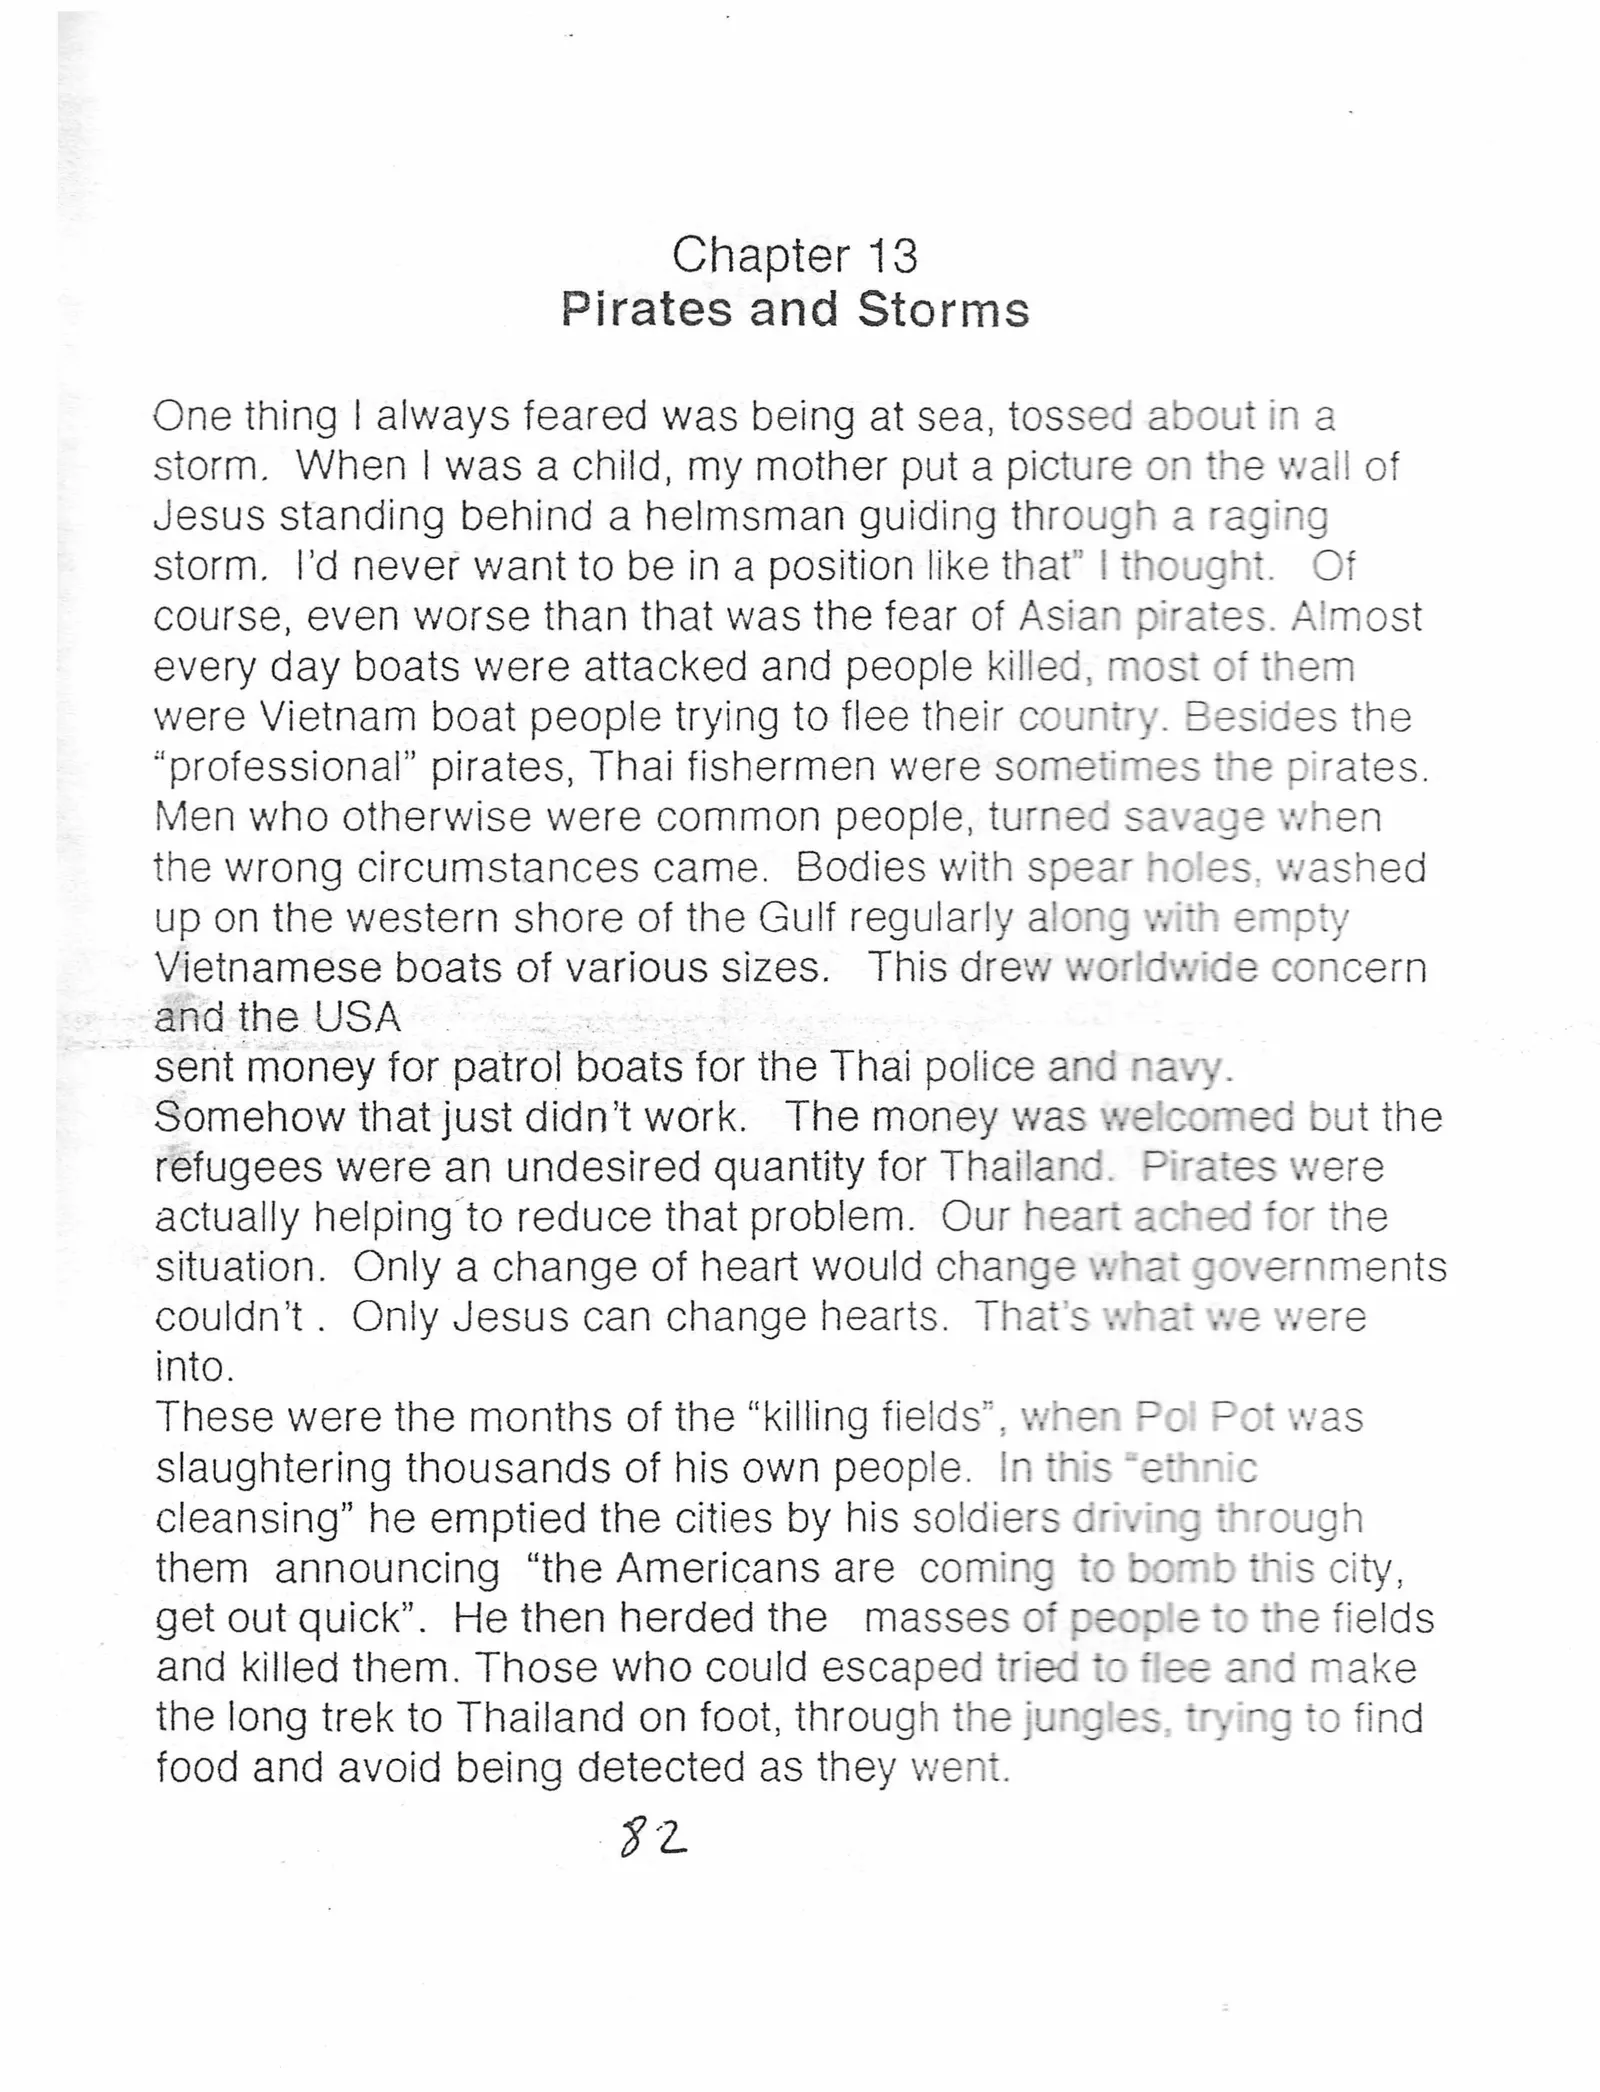 Chapter 13
Pirates and Storms
One thing I always feared was being at sea, tossed about in a
storm.  When I was a child, my mother put a picture on the wall of
Jesus standing behind a helmsman guiding through a raging
storm.  I'd never want to be in a position like that" I thought.   Of
course, even worse than that was the fear of Asian pirates. Almost
every day boats were attacked and people killed, most of them
were Vietnam boat people trying to flee their country. Besides the
"professional" pirates, Thai fishermen were sometimes the pirates.
Men who otherwise were common people, turned savage when
the wrong circumstances came.  Bodies with spear holes, washed
up on the western shore of the Gulf regularly along with empty
Vietnamese boats of various sizes.   This drew worldwide concern
and the USA
sent money for patrol boats for the Thai police and navy.
Somehow that just didn't work.   The money was welcomed but the
refugees were an undesired quantity for Thailand.  Pirates were
actually helping to reduce that problem.  Our heart ached for the
situation.  Only a change of heart would change what governments
couldn't .  Only Jesus can change hearts.  That's what we were
into.
These were the months of the "killing fields", when Pol Pot was
slaughtering thousands of his own people.  In this "ethnic
cleansing" he emptied the cities by his soldiers driving through
them  announcing  "the Americans are  coming  to bomb this city,
get out quick".  He then herded the   masses of people to the fields
and killed them. Those who could escaped tried to flee and make
the long trek to Thailand on foot, through the jungles, trying to find
food and avoid being detected as they went.
82